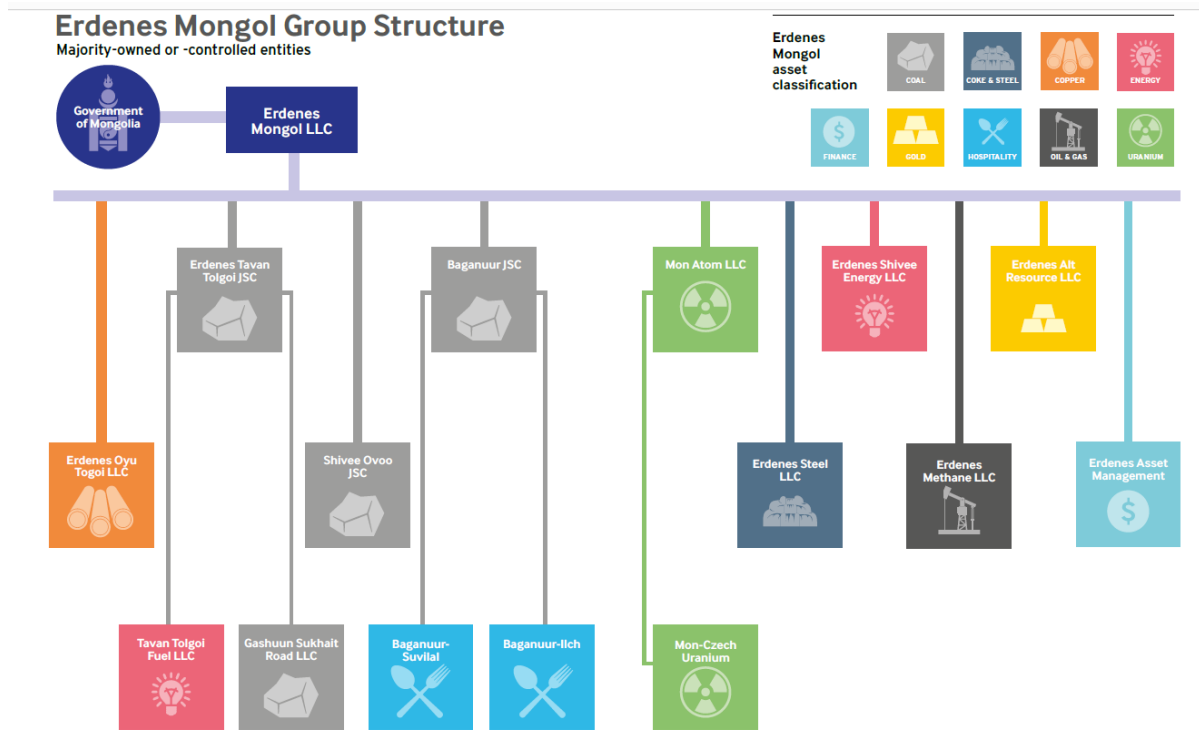 Erdenes Mongol Group Structure
Majority-owned or -controlled entities
Government
of Mongolia
Erdenes
Mongol LLC
Erdenes
Mongol
asset
classification
COAL
COKE & STEEL
COPPER
ENERGY
FINANCE
GOLD
HOSPITALITY
OIL & GAS
URANIUM
Erdenes Tavan
Tolgoi JSC
Baganuur JSC
Mon Atom LLC
Erdenes Shivee
Energy LLC
Erdenes Alt
Resource LLC
Erdenes Oyu
Togoi LLC
Shivee Ovoo
JSC
Erdenes Steel
LLC
Erdenes
Methane LLC
Erdenes Asset
Management
Tavan Tolgoi
Fuel LLC
Gashuun Sukhait
Road LLC
Baganuur-
Suvilal
Baganuur-Ilch
Mon-Czech
Uranium